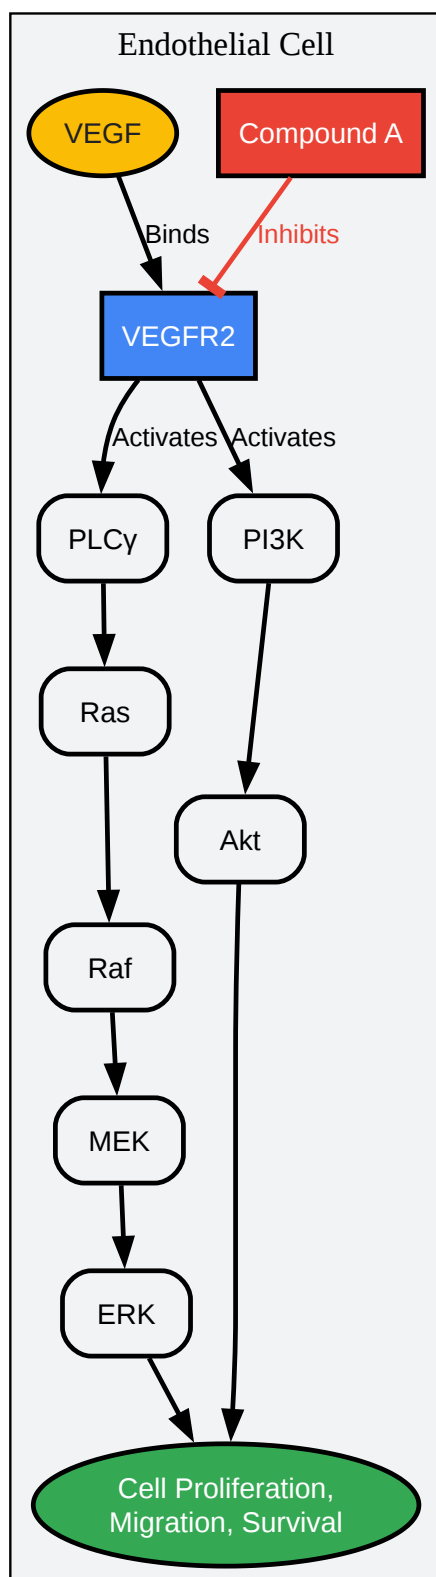 Endothelial Cell
VEGF
Compound A
Binds
Inhibits
VEGFR2
Activates
Activates
PLCγ
PI3K
Ras
Akt
Raf
MEK
ERK
Cell Proliferation,
Migration, Survival